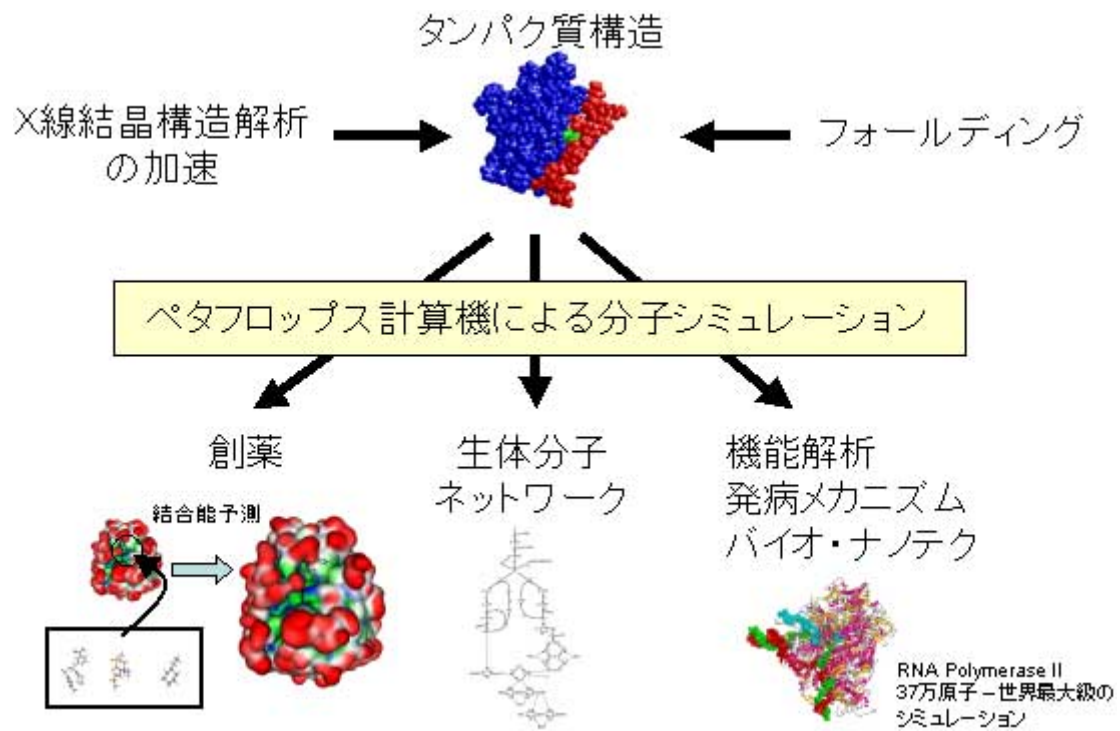 タンパク質構造
X線結晶構造解析
の加速
フォールディング
ペタフロップス計算機による分子シミュレーション
創薬
結合能予測
生体分子
ネットワーク
機能解析
発病メカニズム
バイオ・ナノテク
RNA Polymerase II
37万原子－世界最大級の
シミュレーション